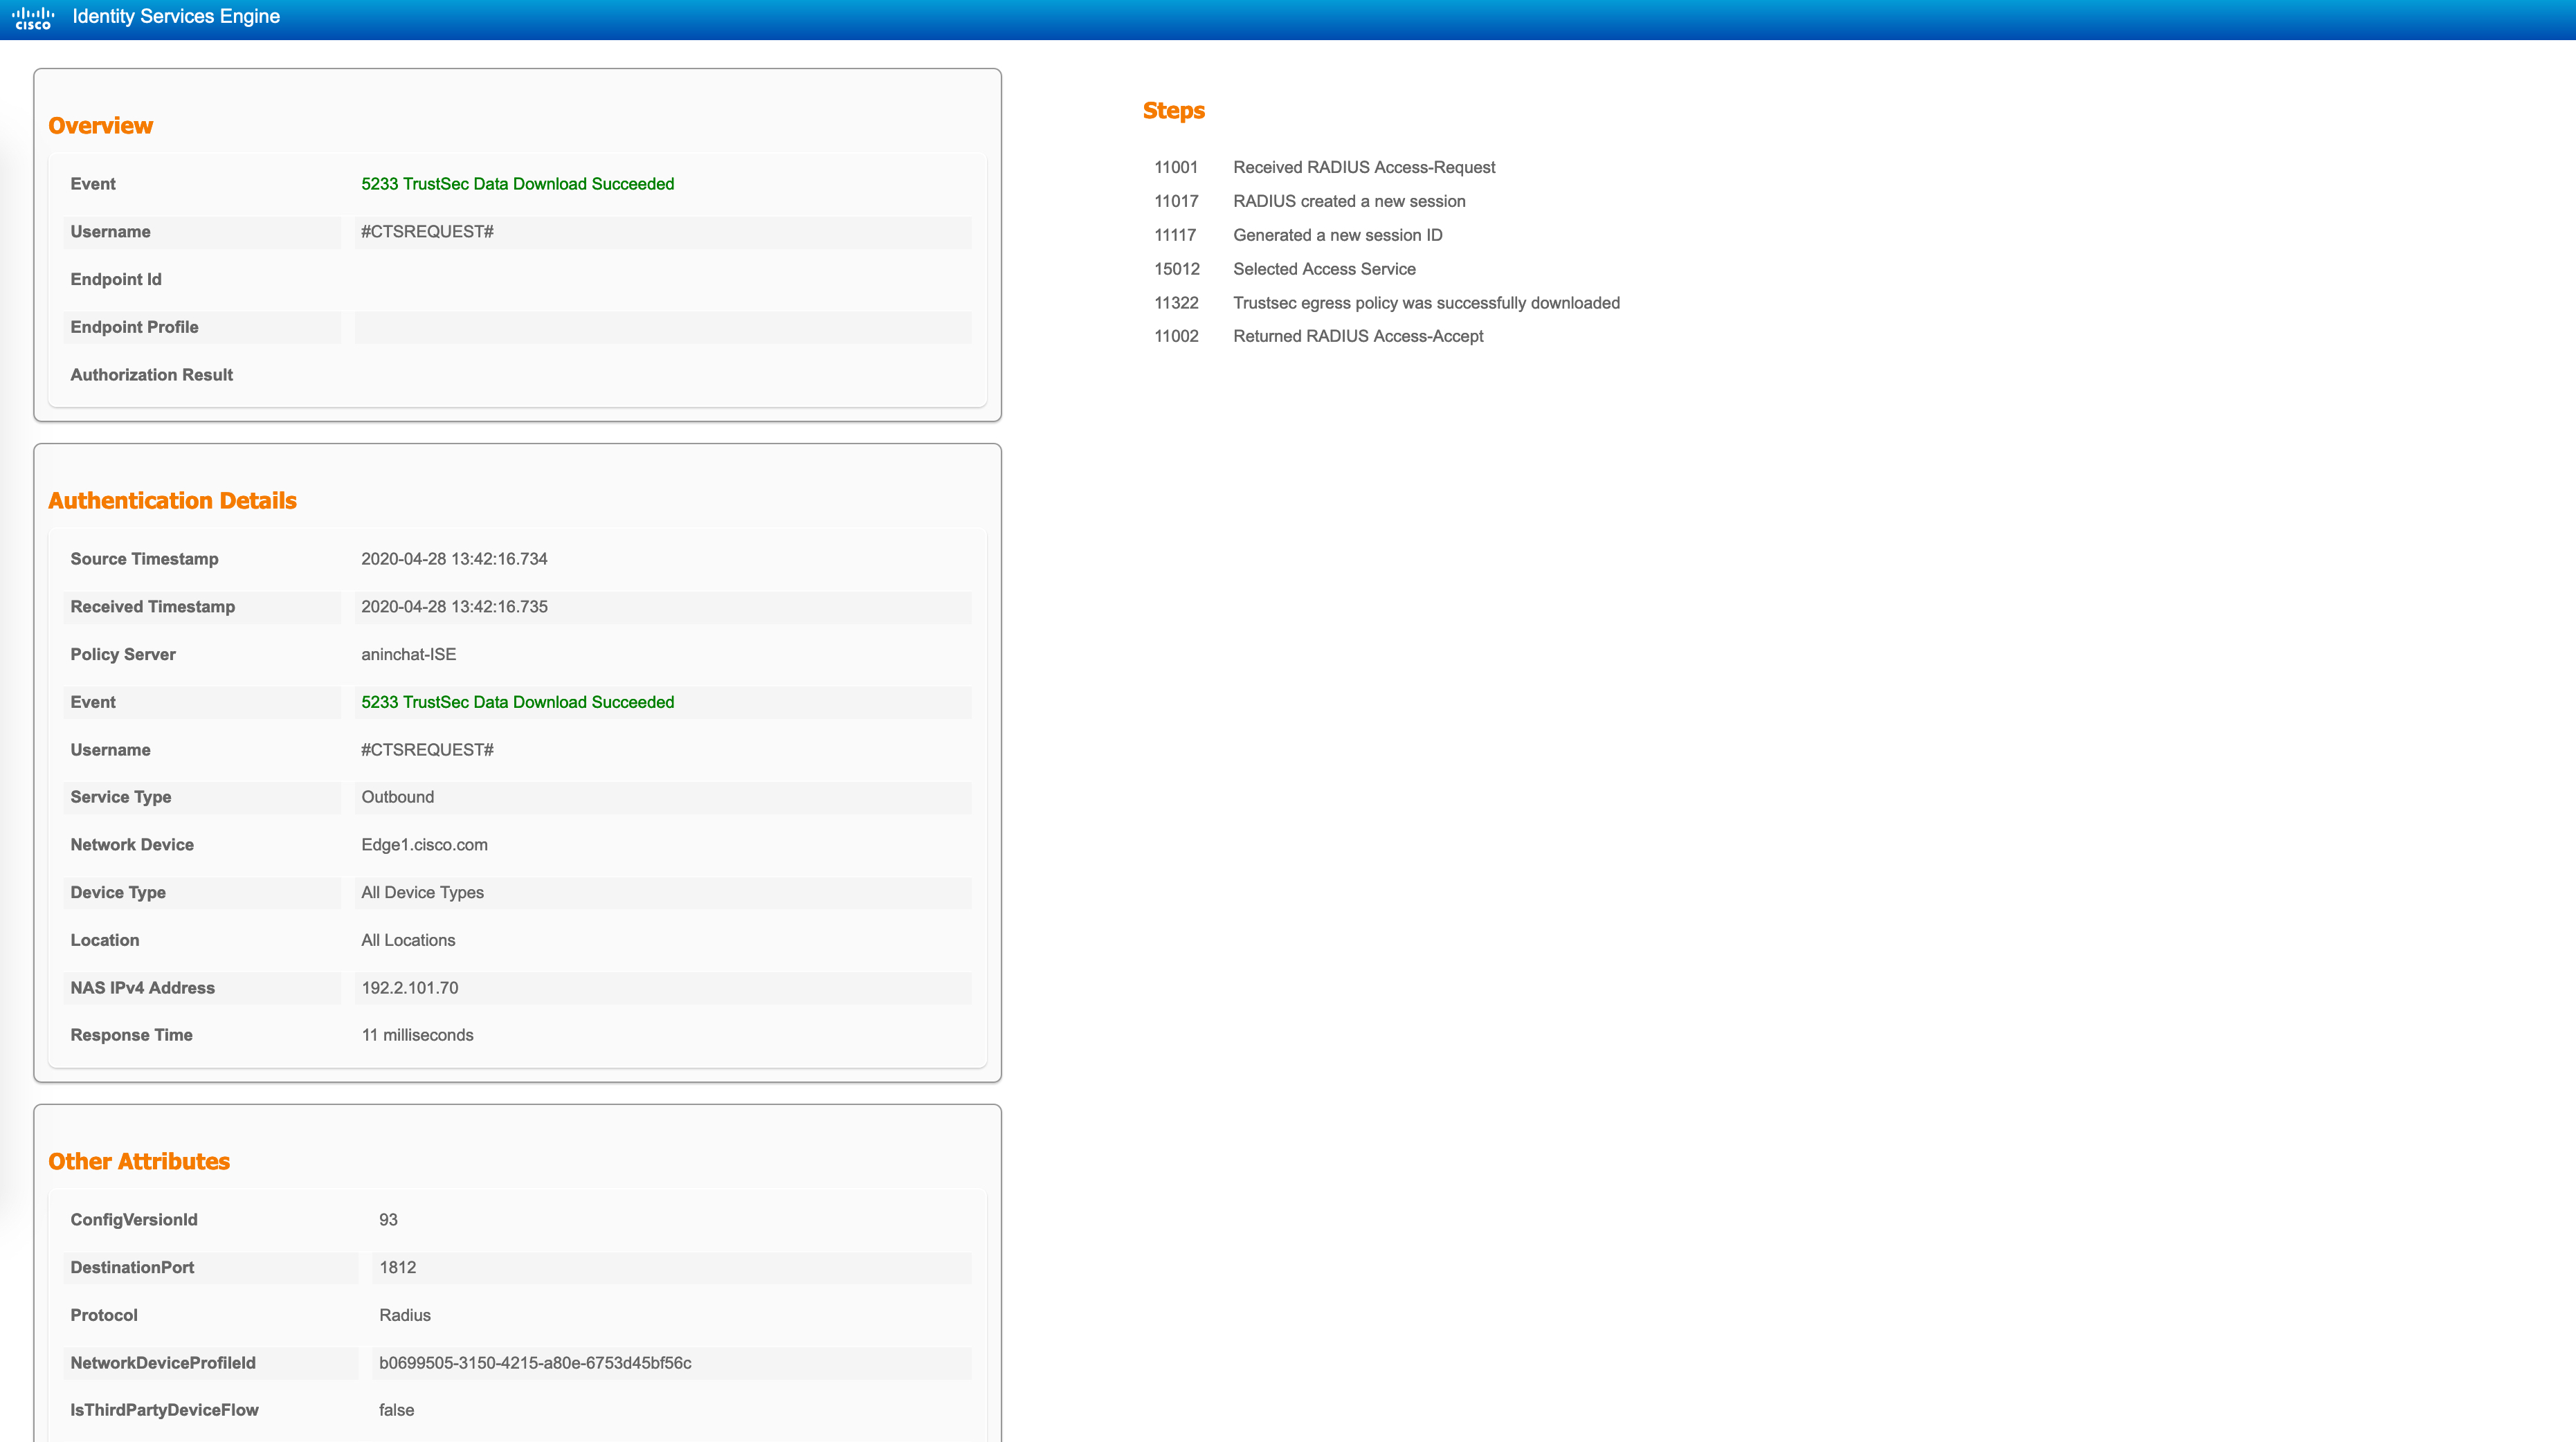 CISCO Identity Services Engine
Overview
Event 5233 TrustSec Data Download Succeeded
Username #CTSREQUEST#
Endpoint Id
Endpoint Profile
Authorization Result
Steps
11001 Received RADIUS Access-Request
11017 RADIUS created a new session
11117 Generated a new session ID
15012 Selected Access Service
11322 Trustsec egress policy was successfully downloaded
11002 Returned RADIUS Access-Accept
Authentication Details
Source Timestamp 2020-04-28 13:42:16.734
Received Timestamp 2020-04-28 13:42:16.735
Policy Server aninchat-ISE
Event 5233 TrustSec Data Download Succeeded
Username #CTSREQUEST#
Service Type Outbound
Network Device Edge1.cisco.com
Device Type All Device Types
Location All Locations
NAS IPv4 Address 192.2.101.70
Response Time 11 milliseconds
Other Attributes
ConfigVersionId 93
DestinationPort 1812
Protocol Radius
NetworkDeviceProfileId b0699505-3150-4215-a80e-6753d45bf56c
IsThirdPartyDeviceFlow false